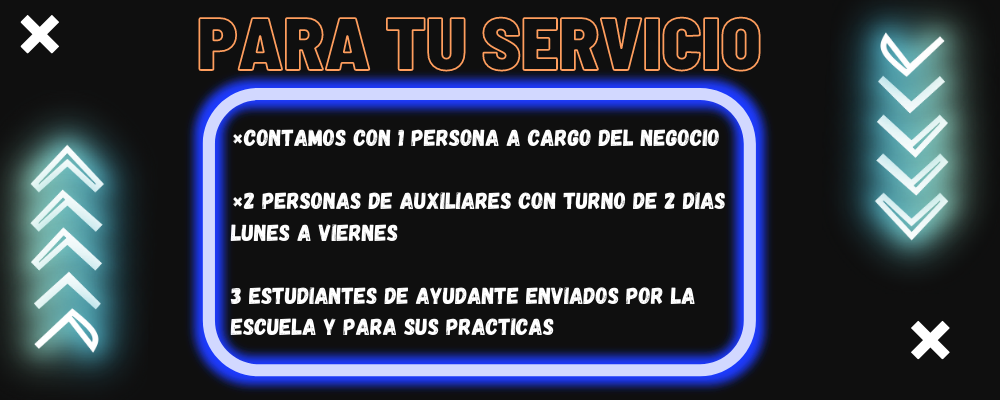 PARA TU SERVICIO
×CONTAMOS CON 1 PERSONA A CARGO DEL NEGOCIO
×2 PERSONAS DE AUXILIARES CON TURNO DE 2 DIAS
LUNES A VIERNES
3 ESTUDIANTES DE AYUDANTE ENVIADOS POR LA
ESCUELA Y PARA SUS PRACTICAS